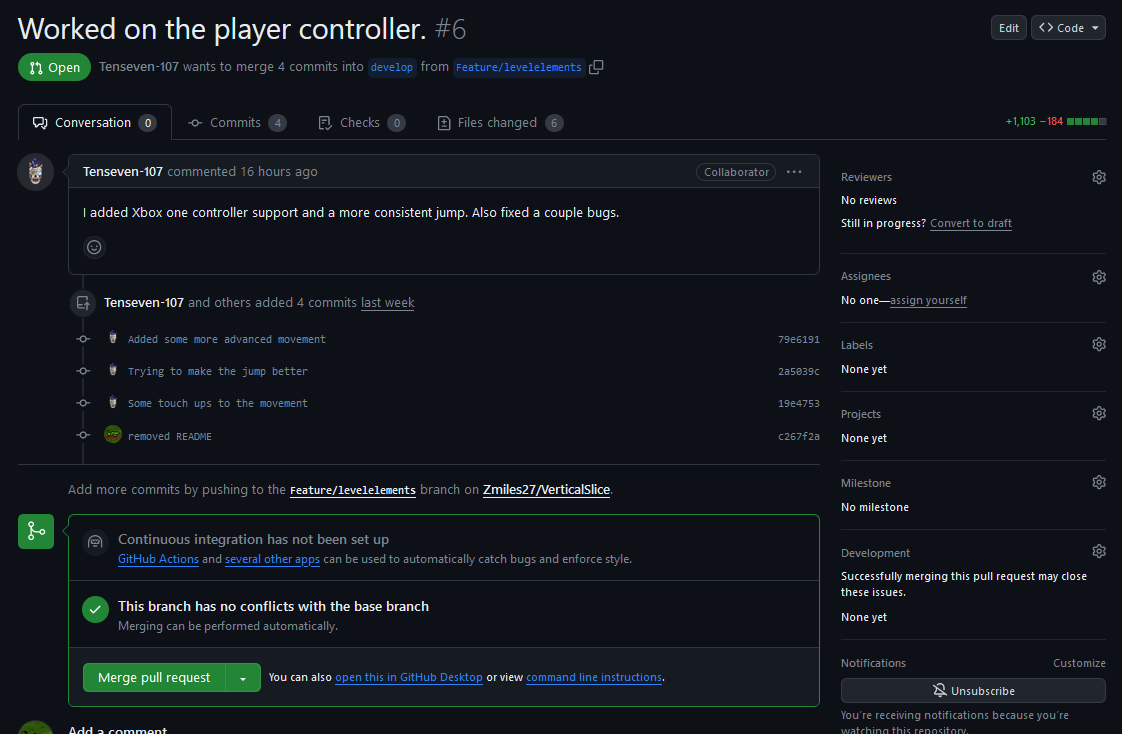 Worked on the player controller. #6
Edit
Code
Open
Tenseven-107 wants to merge 4 commits into develop from Feature/levelelements
Conversation 0
Commits 4
Checks 0
Files changed 6
+1,103 −184
Tenseven-107 commented 16 hours ago
Collaborator
I added Xbox one controller support and a more consistent jump. Also fixed a couple bugs.
Tenseven-107 and others added 4 commits last week
Added some more advanced movement 79e6191
Trying to make the jump better 2a5039c
Some touch ups to the movement 19e4753
removed README c267f2a
Add more commits by pushing to the Feature/levelelements branch on Zmiles27/VerticalSlice.
Continuous integration has not been set up
GitHub Actions and several other apps can be used to automatically catch bugs and enforce style.
This branch has no conflicts with the base branch
Merging can be performed automatically.
Merge pull request
You can also open this in GitHub Desktop or view command line instructions.
Add a comment
Reviewers
No reviews
Still in progress? Convert to draft
Assignees
No one—assign yourself
Labels
None yet
Projects
None yet
Milestone
No milestone
Development
Successfully merging this pull request may close
these issues.
None yet
Notifications
Customize
Unsubscribe
You're receiving notifications because you're
watching this repository.